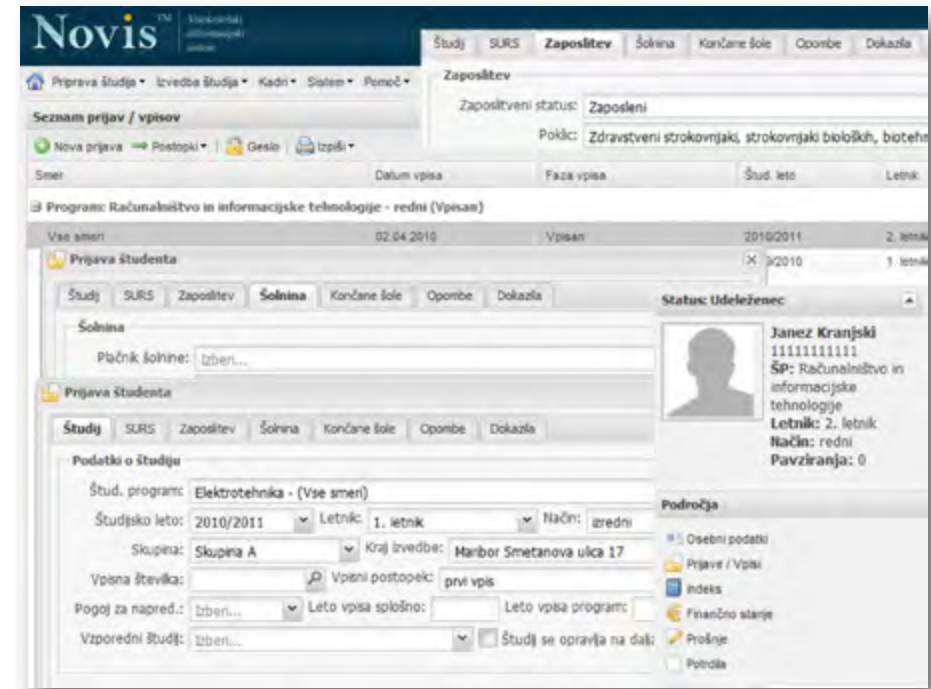 Novis™ Visokošolski informacijski sistem
Študij SURS Zaposlitev Šolnina Končane šole Opombe Dokazila
Priprava študija Izvedba študija Kadri Sistem Pomoč
Zaposlitev
Zaposlitveni status: Zaposleni
Seznam prijav / vpisov
Poklic: Zdravstveni strokovnjaki, strokovnjaki bioloških, biotehn
Nova prijava Postopki Geslo Izpiši
Smer Datum vpisa Faza vpisa Štud. leto Letnik
Program: Računalništvo in informacijske tehnologije - redni (Vpisan)
Vse smeri 02.04.2010 Vpisan 2010/2011 2. letnik
Prijava študenta
9/2010 1. letnik
Študij SURS Zaposlitev Šolnina Končane šole Opombe Dokazila
Šolnina
Plačnik šolnine: Izberi...
Status: Udeleženec
Janez Kranjski
11111111111
ŠP: Računalništvo in
informacijske
tehnologije
Letnik: 2. letnik
Način: redni
Pavziranja: 0
Prijava študenta
Študij SURS Zaposlitev Šolnina Končane šole Opombe Dokazila
Podatki o študiju
Štud. program: Elektrotehnika - (Vse smeri)
Študijsko leto: 2010/2011 Letnik: 1. letnik Način: izredni
Skupina: Skupina A Kraj izvedbe: Maribor Smetanova ulica 17
Vpisna številka: Vpisni postopek: prvi vpis
Pogoj za napred.: Izberi... Leto vpisa splošno: Leto vpisa program:
Vzporedni študij: Izberi... Študij se opravlja na dalj
Področja
Osebni podatki
Prijave / Vpisi
Indeks
Finančno stanje
Prošnje
Potrdila